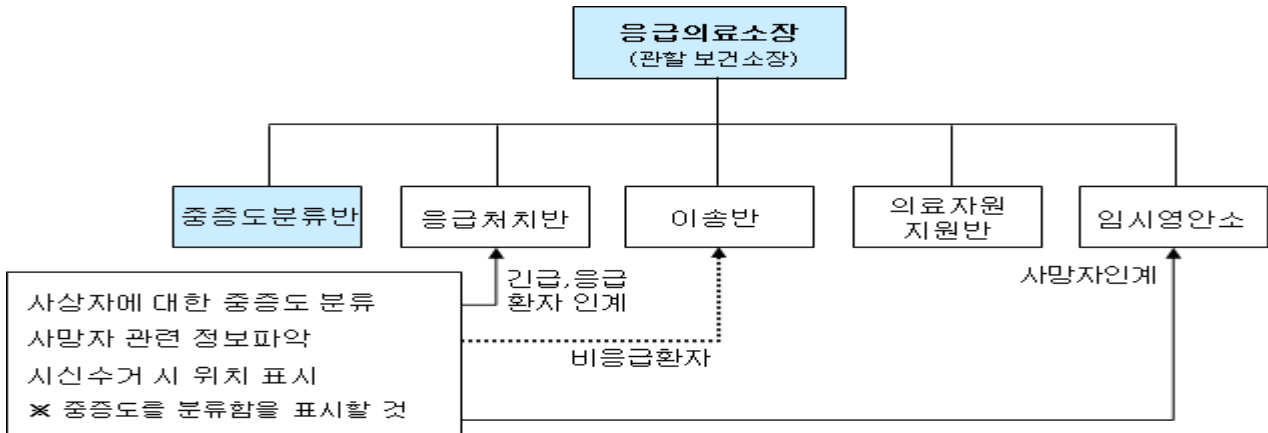 응급의료소장
(관할 보건소장)
중증도분류반
응급처치반
이송반
의료자원
지원반
임시영안소
긴급,응급
환자 인계
사망자인계
비응급환자
사상자에 대한 중증도 분류
사망자 관련 정보파악
시신수거 시 위치 표시
※ 중증도를 분류함을 표시할 것